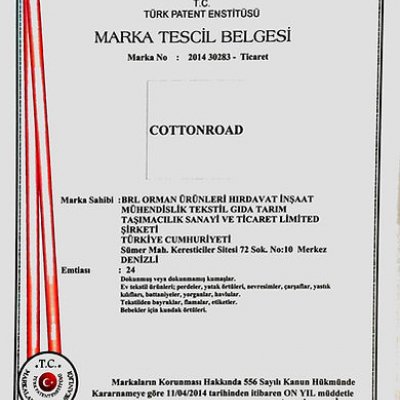 T.C.
TÜRK PATENT ENSTİTÜSÜ
MARKA TESCİL BELGESİ
Marka No : 2014 30283 - Ticaret
COTTONROAD
Marka Sahibi :BRL ORMAN ÜRÜNLERİ HIRDAVAT İNŞAAT
MÜHENDİSLİK TEKSTİL GIDA TARIM
TAŞIMACILIK SANAYİ VE TİCARET LİMİTED
ŞİRKETİ
TÜRKİYE CUMHURİYETİ
Sümer Mah. Keresticiler Sitesi 72 Sok. No:10 Merkez
DENİZLİ
Emtiası : 24
Dokunmuş veya dokunmamış kumaşlar.
Ev tekstil ürünleri; perdeler, yatak örtüleri, nevresimler, çarşaflar, yastık
kılıfları, battaniyeler, yorganlar, havlular.
Tekstilden bayraklar, flamalar, etiketler.
Bebekler için kundak örtüleri.
.T.C.
Markaların Korunması Hakkında 556 Sayılı Kanun Hükmünde
Kararnameye göre 11/04/2014 tarihinden itibaren ON YIL müddetle